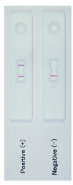 Positive (+)
Negative (-)